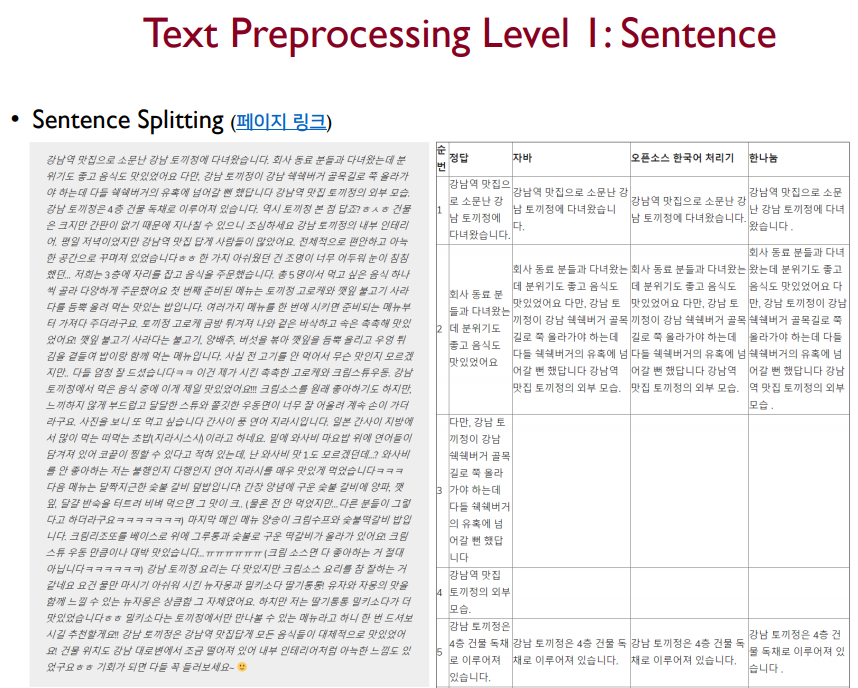 Text Preprocessing Level 1: Sentence
• Sentence Splitting (페이지 링크)
강남역 맛집으로 소문난 강남 토끼정에 다녀왔습니다. 회사 동료 분들과 다녀왔는데 분
위기도 좋고 음식도 맛있었어요 다만, 강남 토끼정이 강남 쉑쉑버거 골목길로 쭉 올라가
야 하는데 다들 쉑쉑버거의 유혹에 넘어갈 뻔 했답니다 강남역 맛집 토끼정의 외부 모습.
강남 토끼정은 4층 건물 독채로 이루어져 있습니다. 역시 토끼정 본 점 답죠?ㅎㅅㅎ 건물
은 크지만 간판이 없기 때문에 지나칠 수 있으니 조심하세요 강남 토끼정의 내부 인테리
어. 평일 저녁이었지만 강남역 맛집 답게 사람들이 많았어요. 전체적으로 편안하고 아늑
한 공간으로 꾸며져 있었습니다ㅎㅎ 한 가지 아쉬웠던 건 조명이 너무 어두워 눈이 침침
했던... 저희는 3층에 자리를 잡고 음식을 주문했습니다. 총 5명이서 먹고 싶은 음식 하나
씩 골라 다양하게 주문했어요 첫 번째 준비된 메뉴는 토끼정 고로케와 깻잎 불고기 사라
다를 듬뿍 올려 먹는 맛있는 밥입니다. 여러가지 메뉴를 한 번에 시키면 준비되는 메뉴부
터 가져다 주더라구요. 토끼정 고로케 금방 튀겨져 나와 겉은 바삭하고 속은 촉촉해 맛있
었어요! 깻잎 불고기 사라다는 불고기, 양배추, 버섯을 볶아 깻잎을 듬뿍 올리고 우엉 튀
김을 곁들여 밥이랑 함께 먹는 메뉴입니다. 사실 전 고기를 안 먹어서 무슨 맛인지 모르겠
지만.. 다들 엄청 잘 드셨습니다ㅋㅋ 이건 제가 시킨 촉촉한 고로케와 크림스튜우동. 강남
토끼정에서 먹은 음식 중에 이게 제일 맛있었어요!!! 크림소스를 원래 좋아하기도 하지만,
느끼하지 않게 부드럽고 달달한 스튜와 쫄깃한 우동면이 너무 잘 어울려 계속 손이 가더
라구요. 사진을 보니 또 먹고 싶습니다 간사이 풍 연어 지라시입니다. 일본 간사이 지방에
서 많이 먹는 떠먹는 초밥(지라시스시)이라고 하네요. 밑에 와사비 마요밥 위에 연어들이
담겨져 있어 코끝이 찡할 수 있다고 적혀 있는데, 난 와사비 맛 1도 모르겠던데..? 와사비
를 안 좋아하는 저는 불행인지 다행인지 연어 지라시를 매우 맛있게 먹었습니다ㅋㅋㅋ
다음 메뉴는 달짝지근한 숯불 갈비 덮밥입니다! 간장 양념에 구운 숯불 갈비에 양파, 깻
잎, 달걀 반숙을 터트려 비벼 먹으면 그 맛이 크.. (물론 전 안 먹었지만...다른 분들이 그렇
다고 하더라구요ㅋㅋㅋㅋㅋㅋㅋ) 마지막 메인 메뉴 양송이 크림수프와 숯불떡갈비 밥입
니다. 크림리조또를 베이스로 위에 그루통과 숯불로 구운 떡갈비가 올라가 있어요! 크림
스튜 우동 만큼이나 대박 맛있습니다...ㅠㅠㅠㅠㅠㅠ (크림 소스면 다 좋아하는 거 절대
아닙니다ㅋㅋㅋㅋㅋㅋ) 강남 토끼정 요리는 다 맛있지만 크림소스 요리를 참 잘하는 거
같네요 요건 물만 마시기 아쉬워 시킨 뉴자몽과 밀키소다 딸기통통! 유자와 자몽의 맛을
함께 느낄 수 있는 뉴자몽은 상큼함 그 자체였어요. 하지만 저는 딸기통통 밀키소다가 더
맛있었습니다ㅎㅎ 밀키소다는 토끼정에서만 만나볼 수 있는 메뉴라고 하니 한 번 드셔보
시길 추천할게요!! 강남 토끼정은 강남역 맛집답게 모든 음식들이 대체적으로 맛있었어
요! 건물 위치도 강남 대로변에서 조금 떨어져 있어 내부 인테리어처럼 아늑한 느낌도 있
었구요ㅎㅎ 기회가 되면 다들 꼭 들러보세요~ 🙂
순번 정답 자바 오픈소스 한국어 처리기 한나눔
1
강남역 맛집으
로 소문난 강
남 토끼정에
다녀왔습니다.
강남역 맛집으로 소문난 강
남 토끼정에 다녀왔습니
다.
강남역 맛집으로 소문난 강
남 토끼정에 다녀왔습니다.
강남역 맛집으로 소문
난 강남 토끼정에 다녀
왔습니다 .
2
회사 동료 분
들과 다녀왔는
데 분위기도
좋고 음식도
맛있었어요
회사 동료 분들과 다녀왔는
데 분위기도 좋고 음식도
맛있었어요 다만, 강남 토
끼정이 강남 쉑쉑버거 골목
길로 쭉 올라가야 하는데
다들 쉑쉑버거의 유혹에 넘
어갈 뻔 했답니다 강남역
맛집 토끼정의 외부 모습.
회사 동료 분들과 다녀왔는
데 분위기도 좋고 음식도
맛있었어요 다만, 강남 토
끼정이 강남 쉑쉑버거 골목
길로 쭉 올라가야 하는데
다들 쉑쉑버거의 유혹에 넘
어갈 뻔 했답니다 강남역
맛집 토끼정의 외부 모습.
회사 동료 분들과 다녀
왔는데 분위기도 좋고
음식도 맛있었어요 다
만, 강남 토끼정이 강남
쉑쉑버거 골목길로 쭉
올라가야 하는데 다들
쉑쉑버거의 유혹에 넘
어갈 뻔 했답니다 강남
역 맛집 토끼정의 외부
모습 .
3
다만, 강남 토
끼정이 강남
쉑쉑버거 골목
길로 쭉 올라
가야 하는데
다들 쉑쉑버거
의 유혹에 넘
어갈 뻔 했답
니다
4
강남역 맛집
토끼정의 외부
모습.
5
강남 토끼정은
4층 건물 독채
로 이루어져
있습니다.
강남 토끼정은 4층 건물 독
채로 이루어져 있습니다.
강남 토끼정은 4층 건물 독
채로 이루어져 있습니다.
강남 토끼정은 4층 건
물 독채로 이루어져 있
습니다 .